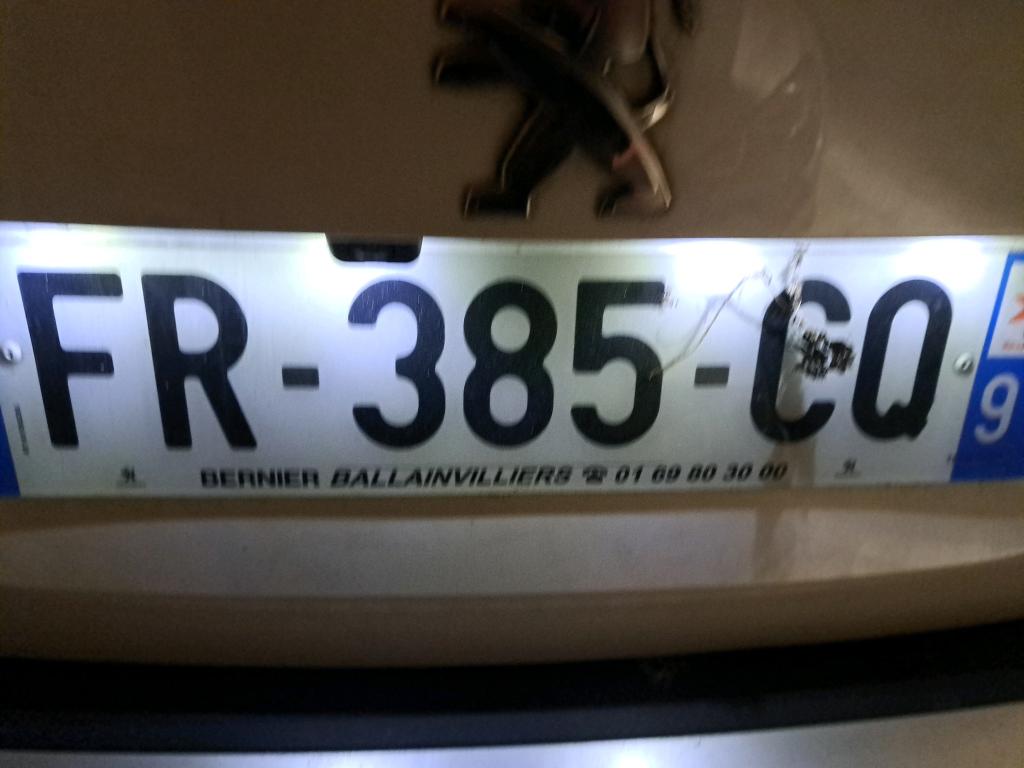 FR-385-CQ
9
BERNIER BALLAINVILLIERS ☎ 01 69 80 30 00